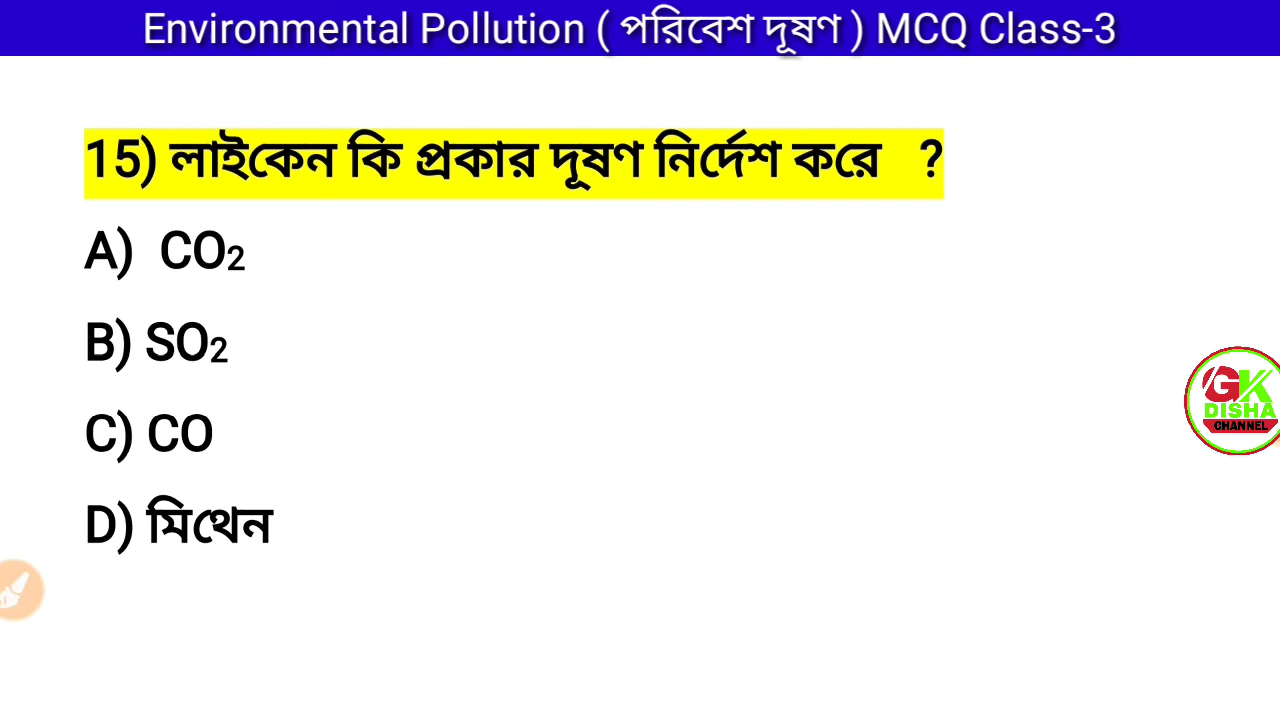 Environmental Pollution ( পরিবেশ দূষণ ) MCQ Class-3
15) লাইকেন কি প্রকার দূষণ নির্দেশ করে ?
A) CO₂
B) SO₂
C) CO
D) মিথেন
GK
DISHA
CHANNEL